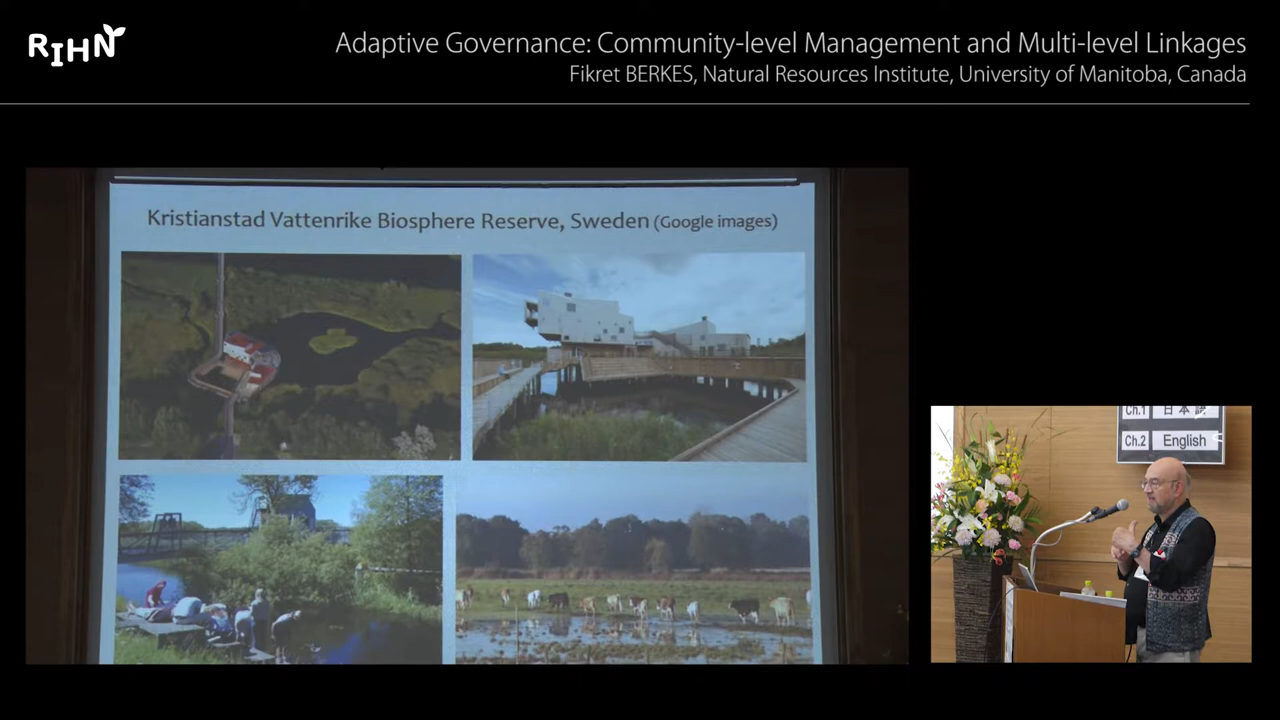 RIHN
Adaptive Governance: Community-level Management and Multi-level Linkages
Fikret BERKES, Natural Resources Institute, University of Manitoba, Canada
Kristianstad Vattenrike Biosphere Reserve, Sweden (Google images)
Ch.1 日本語
Ch.2 English